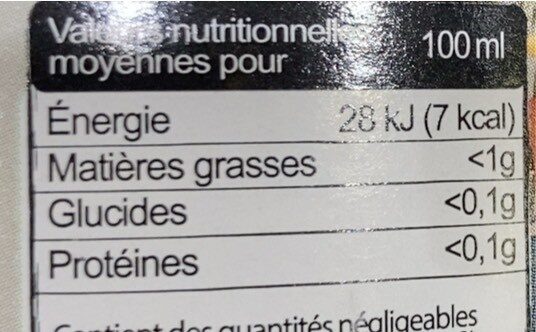 Valeurs nutritionnelles
moyennes pour 100 ml
Énergie 28 kJ (7 kcal)
Matières grasses <1g
Glucides <0,1g
Protéines <0,1g
Contient des quantités négligeables